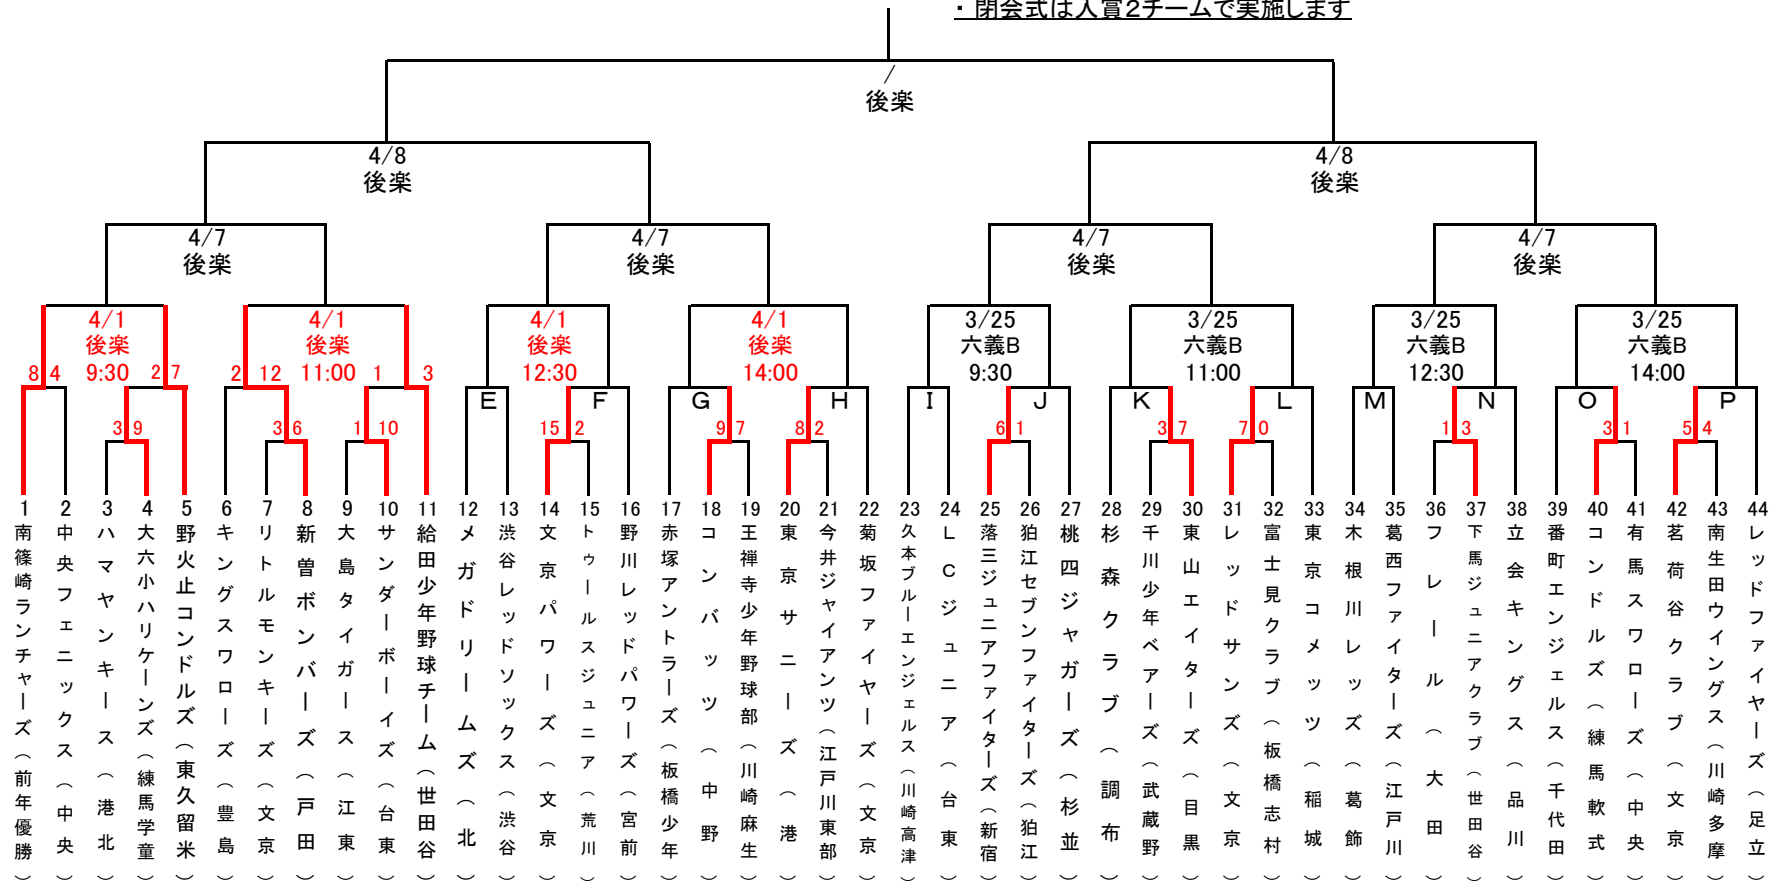 ・閉会式は入賞2チームで実施します
/
後楽
4/8
後楽
4/8
後楽
4/7
後楽
4/7
後楽
4/7
後楽
4/7
後楽
4/1
後楽
9:30
4/1
後楽
11:00
4/1
後楽
12:30
4/1
後楽
14:00
3/25
六義B
9:30
3/25
六義B
11:00
3/25
六義B
12:30
3/25
六義B
14:00
8 4 2 7 2 12 1 3
E F G H I J K L M N O P
3 9 3 6 1 10 15 2 9 7 8 2 6 1 3 7 7 0 1 3 3 1 5 4
1 南篠崎ランチャーズ(前年優勝)
2 中央フェニックス(中央)
3 ハマヤンキース(港北)
4 大六小ハリケーンズ(練馬学童)
5 野火止コンドルズ(東久留米)
6 キングスワローズ(豊島)
7 リトルモンキーズ(文京)
8 新曽ボンバーズ(戸田)
9 大島タイガース(江東)
10 サンダーボーイズ(台東)
11 給田少年野球チーム(世田谷)
12 メガドリームズ(北)
13 渋谷レッドソックス(渋谷)
14 文京パワーズ(文京)
15 トゥールスジュニア(荒川)
16 野川レッドパワーズ(宮前)
17 赤塚アントラーズ(板橋少年)
18 コンバッツ(中野)
19 王禅寺少年野球部(川崎麻生)
20 東京サニーズ(港)
21 今井ジャイアンツ(江戸川東部)
22 菊坂ファイヤーズ(文京)
23 久本ブルーエンジェルス(川崎高津)
24 LCジュニア(台東)
25 落三ジュニアファイターズ(新宿)
26 狛江セブンファイターズ(狛江)
27 桃四ジャガーズ(杉並)
28 杉森クラブ(調布)
29 千川少年ベアーズ(武蔵野)
30 東山エイターズ(目黒)
31 レッドサンズ(文京)
32 富士見クラブ(板橋志村)
33 東京コメッツ(稲城)
34 木根川レッズ(葛飾)
35 葛西ファイターズ(江戸川)
36 フレール(大田)
37 下馬ジュニアクラブ(世田谷)
38 立会キングス(品川)
39 番町エンジェルス(千代田)
40 コンドルズ(練馬軟式)
41 有馬スワローズ(中央)
42 茗荷谷クラブ(文京)
43 南生田ウイングス(川崎多摩)
44 レッドファイヤーズ(足立)